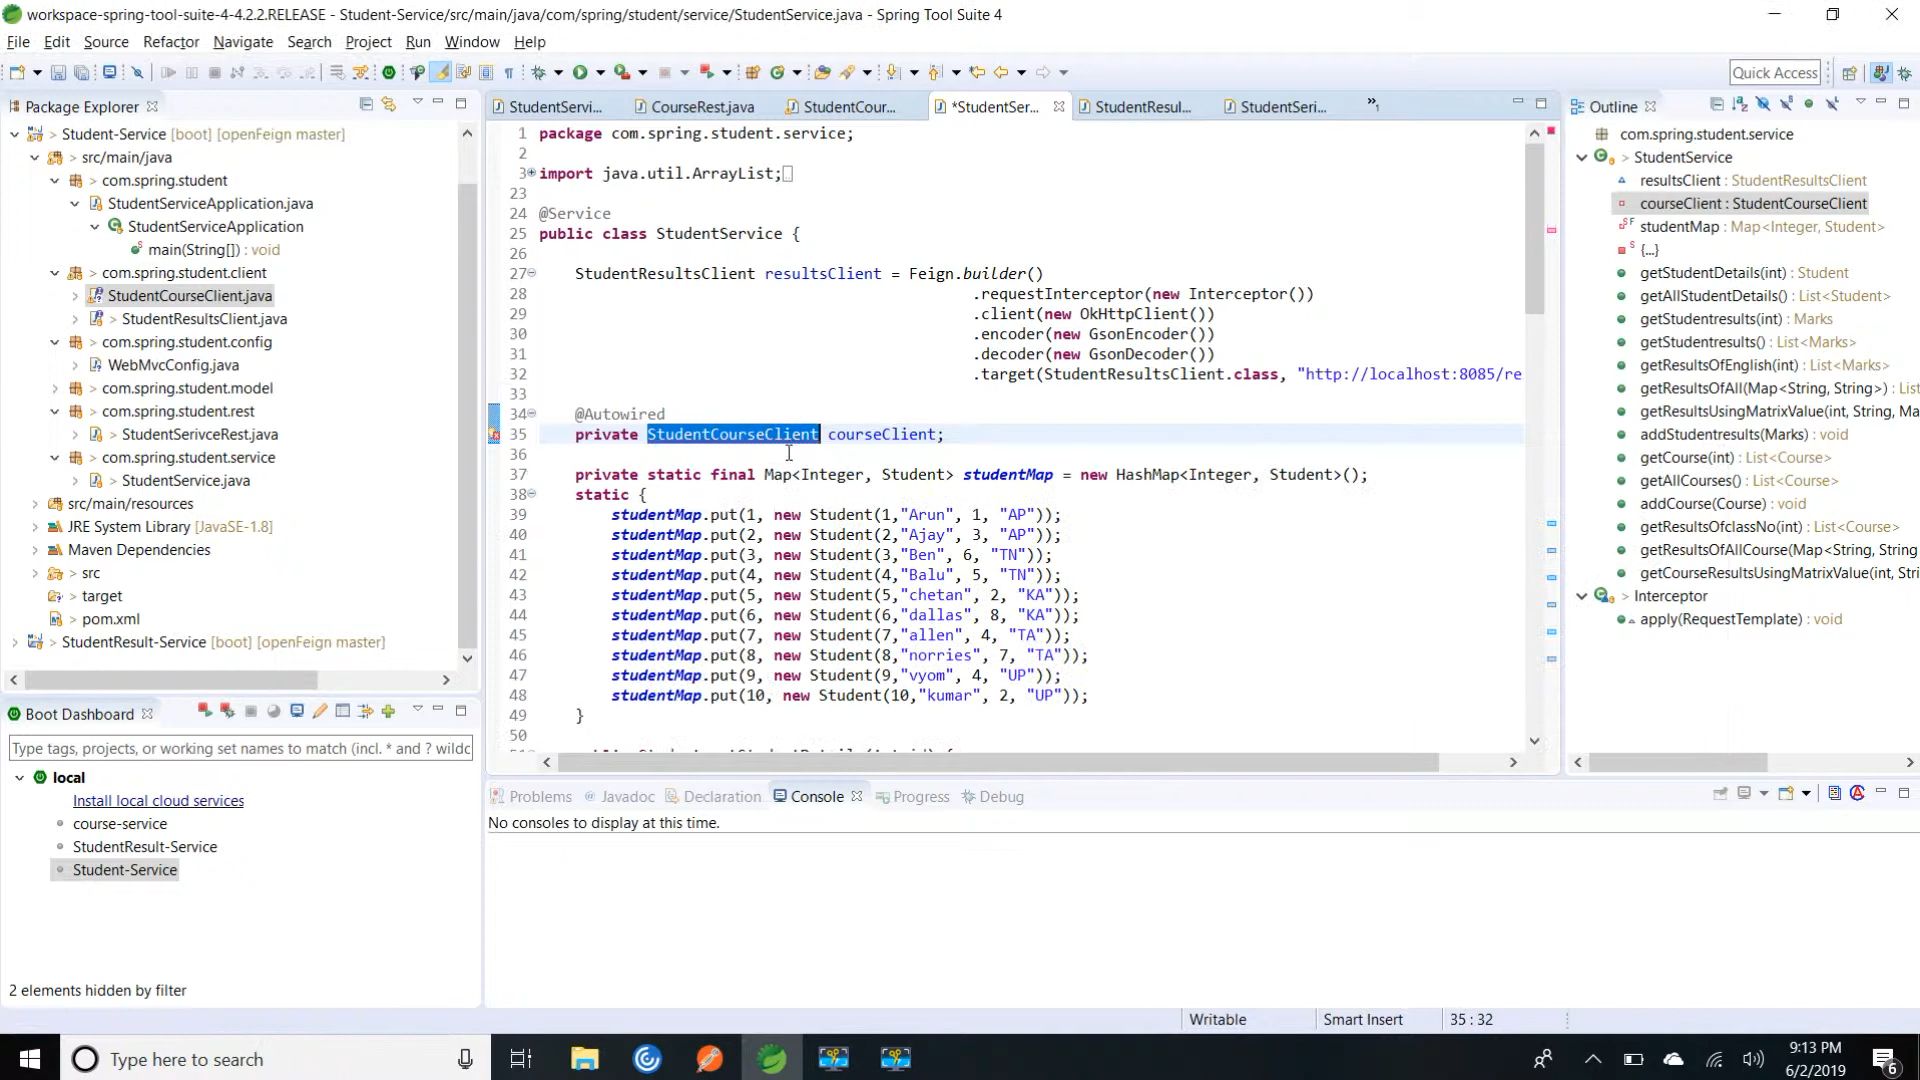 workspace-spring-tool-suite-4-4.2.2.RELEASE - Student-Service/src/main/java/com/spring/student/service/StudentService.java - Spring Tool Suite 4
File Edit Source Refactor Navigate Search Project Run Window Help
Quick Access
Package Explorer
Student-Service [boot] [openFeign master]
> src/main/java
> com.spring.student
StudentServiceApplication.java
StudentServiceApplication
main(String[]) : void
> com.spring.student.client
StudentCourseClient.java
> StudentResultsClient.java
> com.spring.student.config
> WebMvcConfig.java
> com.spring.student.model
> com.spring.student.rest
> StudentSerivceRest.java
> com.spring.student.service
> StudentService.java
src/main/resources
JRE System Library [JavaSE-1.8]
Maven Dependencies
> src
> target
> pom.xml
> StudentResult-Service [boot] [openFeign master]
StudentServi... CourseRest.java StudentCour... *StudentSer... StudentResul... StudentSeri... »1
1 package com.spring.student.service;
2
3 import java.util.ArrayList;
23
24 @Service
25 public class StudentService {
26
27 StudentResultsClient resultsClient = Feign.builder()
28 .requestInterceptor(new Interceptor())
29 .client(new OkHttpClient())
30 .encoder(new GsonEncoder())
31 .decoder(new GsonDecoder())
32 .target(StudentResultsClient.class, "http://localhost:8085/re
33
34 @Autowired
35 private StudentCourseClient courseClient;
36
37 private static final Map<Integer, Student> studentMap = new HashMap<Integer, Student>();
38 static {
39 studentMap.put(1, new Student(1,"Arun", 1, "AP"));
40 studentMap.put(2, new Student(2,"Ajay", 3, "AP"));
41 studentMap.put(3, new Student(3,"Ben", 6, "TN"));
42 studentMap.put(4, new Student(4,"Balu", 5, "TN"));
43 studentMap.put(5, new Student(5,"chetan", 2, "KA"));
44 studentMap.put(6, new Student(6,"dallas", 8, "KA"));
45 studentMap.put(7, new Student(7,"allen", 4, "TA"));
46 studentMap.put(8, new Student(8,"norries", 7, "TA"));
47 studentMap.put(9, new Student(9,"vyom", 4, "UP"));
48 studentMap.put(10, new Student(10,"kumar", 2, "UP"));
49 }
50
Outline
com.spring.student.service
> StudentService
resultsClient : StudentResultsClient
courseClient : StudentCourseClient
studentMap : Map<Integer, Student>
{...}
getStudentDetails(int) : Student
getAllStudentDetails() : List<Student>
getStudentresults(int) : Marks
getStudentresults() : List<Marks>
getResultsOfEnglish(int) : List<Marks>
getResultsOfAll(Map<String, String>) : List
getResultsUsingMatrixValue(int, String, Ma
addStudentresults(Marks) : void
getCourse(int) : List<Course>
getAllCourses() : List<Course>
addCourse(Course) : void
getResultsOfclassNo(int) : List<Course>
getResultsOfAllCourse(Map<String, String
getCourseResultsUsingMatrixValue(int, Stri
> Interceptor
apply(RequestTemplate) : void
Boot Dashboard
Type tags, projects, or working set names to match (incl. * and ? wildc
local
Install local cloud services
course-service
StudentResult-Service
Student-Service
2 elements hidden by filter
Problems @ Javadoc Declaration Console Progress Debug
No consoles to display at this time.
Writable Smart Insert 35 : 32
Type here to search
9:13 PM
6/2/2019
6